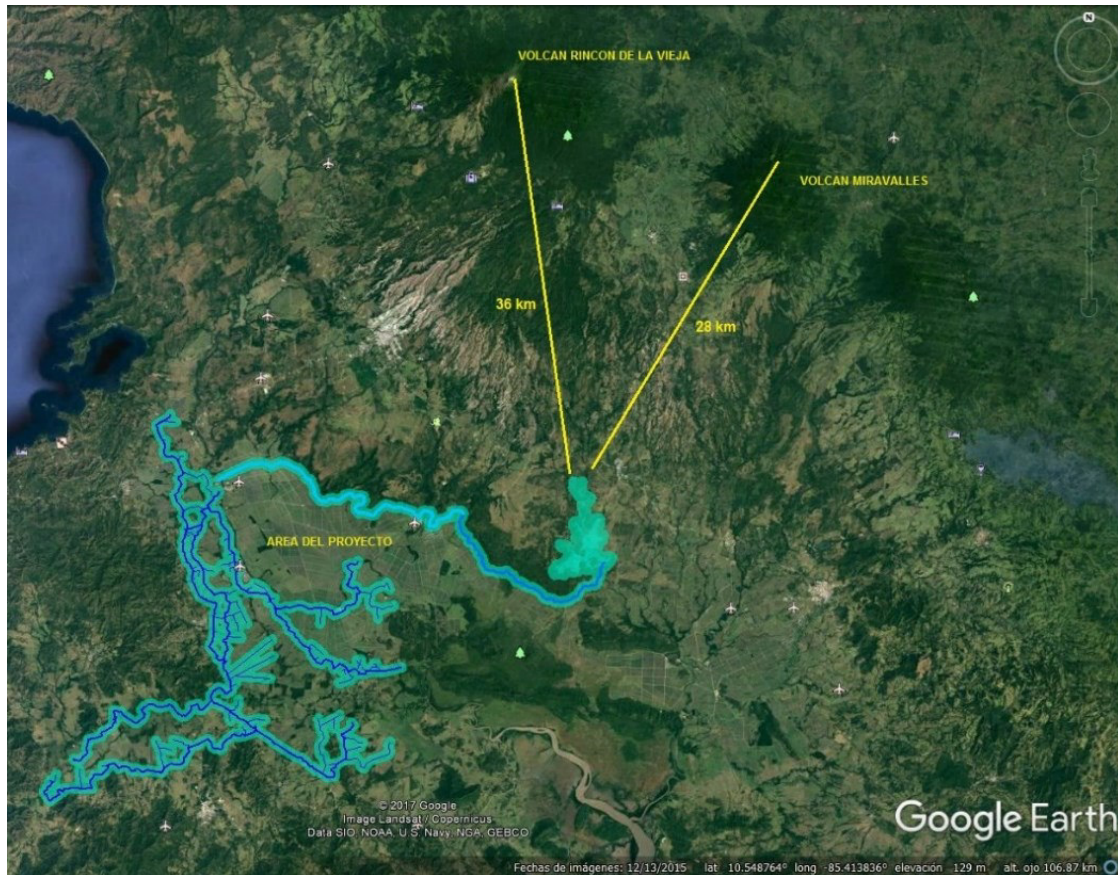 N
VOLCAN RINCON DE LA VIEJA
VOLCAN MIRAVALLES
36 km
28 km
AREA DEL PROYECTO
© 2017 Google
Image Landsat / Copernicus
Data SIO, NOAA, U.S. Navy, NGA, GEBCO
Google Earth
Fechas de imágenes: 12/13/2015 lat 10.548764° long -85.413836° elevación 129 m alt. ojo 106.87 km